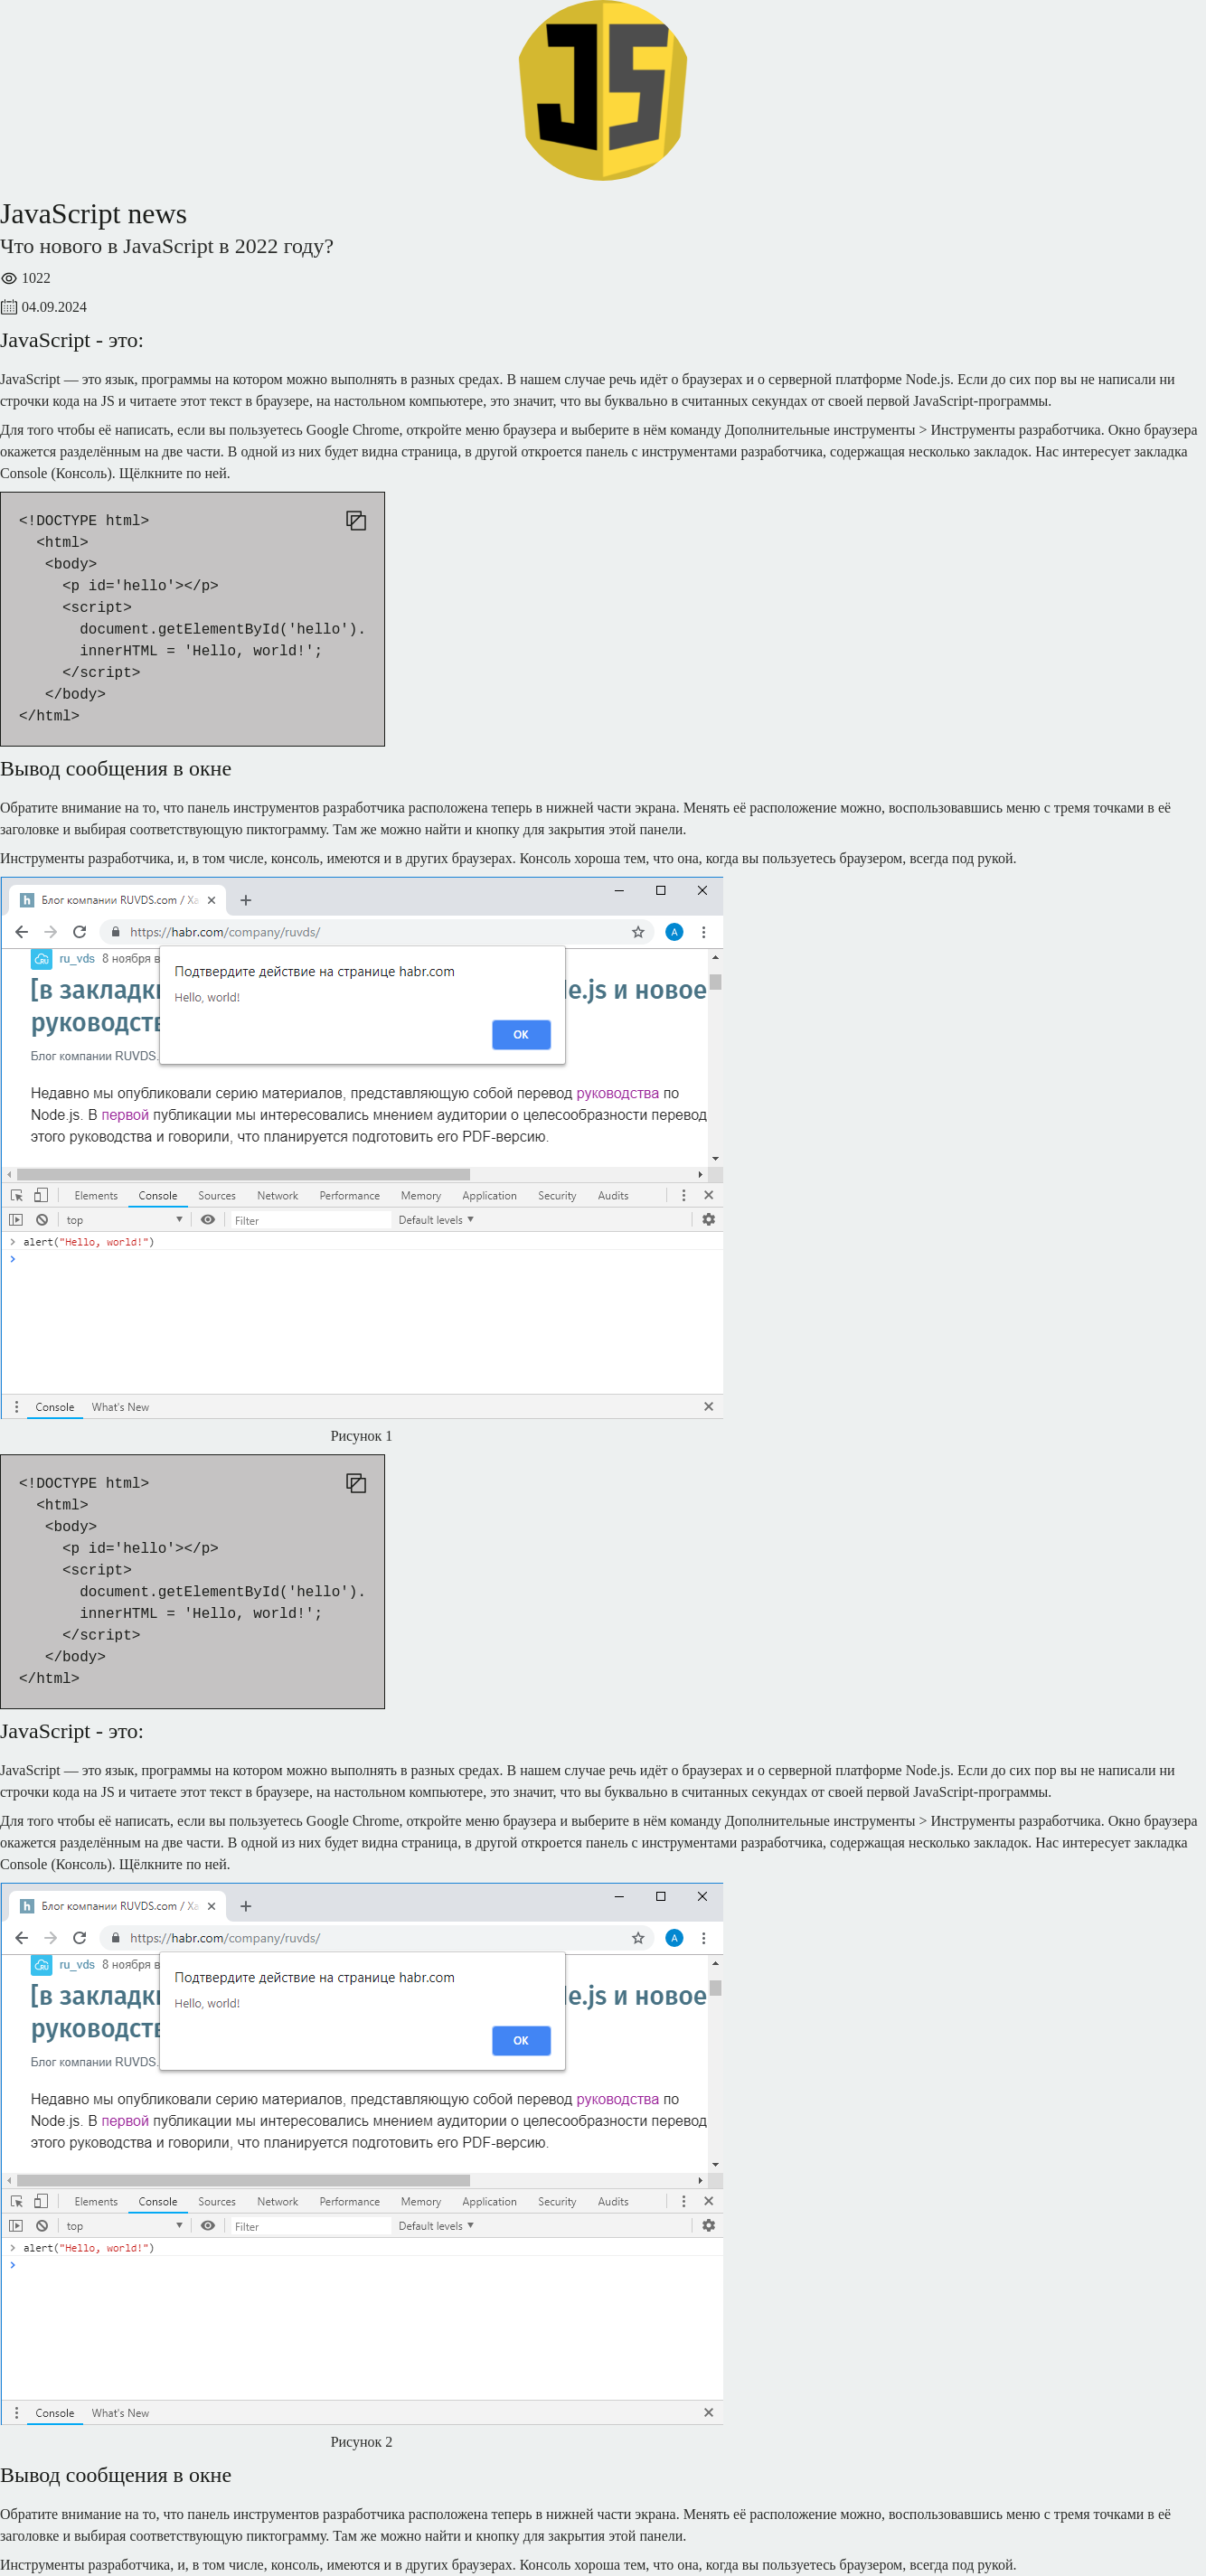 JS
JavaScript news
Что нового в JavaScript в 2022 году?
1022
04.09.2024
JavaScript - это:
JavaScript — это язык, программы на котором можно выполнять в разных средах. В нашем случае речь идёт о браузерах и о серверной платформе Node.js. Если до сих пор вы не написали ни
строчки кода на JS и читаете этот текст в браузере, на настольном компьютере, это значит, что вы буквально в считанных секундах от своей первой JavaScript-программы.
Для того чтобы её написать, если вы пользуетесь Google Chrome, откройте меню браузера и выберите в нём команду Дополнительные инструменты > Инструменты разработчика. Окно браузера
окажется разделённым на две части. В одной из них будет видна страница, в другой откроется панель с инструментами разработчика, содержащая несколько закладок. Нас интересует закладка
Console (Консоль). Щёлкните по ней.
<!DOCTYPE html>
<html>
<body>
<p id='hello'></p>
<script>
document.getElementById('hello').
innerHTML = 'Hello, world!';
</script>
</body>
</html>
Вывод сообщения в окне
Обратите внимание на то, что панель инструментов разработчика расположена теперь в нижней части экрана. Менять её расположение можно, воспользовавшись меню с тремя точками в её
заголовке и выбирая соответствующую пиктограмму. Там же можно найти и кнопку для закрытия этой панели.
Инструменты разработчика, и, в том числе, консоль, имеются и в других браузерах. Консоль хороша тем, что она, когда вы пользуетесь браузером, всегда под рукой.
Блог компании RUVDS.com / Ха
https://habr.com/company/ruvds/
A
ru_vds 8 ноября в
Подтвердите действие на странице habr.com
[в закладк e.js и новое
Hello, world!
руководств
OK
Блог компании RUVDS.
Недавно мы опубликовали серию материалов, представляющую собой перевод руководства по
Node.js. В первой публикации мы интересовались мнением аудитории о целесообразности перевод
этого руководства и говорили, что планируется подготовить его PDF-версию.
Elements Console Sources Network Performance Memory Application Security Audits
top Filter Default levels
alert("Hello, world!")
Console What's New
Рисунок 1
<!DOCTYPE html>
<html>
<body>
<p id='hello'></p>
<script>
document.getElementById('hello').
innerHTML = 'Hello, world!';
</script>
</body>
</html>
JavaScript - это:
JavaScript — это язык, программы на котором можно выполнять в разных средах. В нашем случае речь идёт о браузерах и о серверной платформе Node.js. Если до сих пор вы не написали ни
строчки кода на JS и читаете этот текст в браузере, на настольном компьютере, это значит, что вы буквально в считанных секундах от своей первой JavaScript-программы.
Для того чтобы её написать, если вы пользуетесь Google Chrome, откройте меню браузера и выберите в нём команду Дополнительные инструменты > Инструменты разработчика. Окно браузера
окажется разделённым на две части. В одной из них будет видна страница, в другой откроется панель с инструментами разработчика, содержащая несколько закладок. Нас интересует закладка
Console (Консоль). Щёлкните по ней.
Блог компании RUVDS.com / Ха
https://habr.com/company/ruvds/
A
ru_vds 8 ноября в
Подтвердите действие на странице habr.com
[в закладк e.js и новое
Hello, world!
руководств
OK
Блог компании RUVDS.
Недавно мы опубликовали серию материалов, представляющую собой перевод руководства по
Node.js. В первой публикации мы интересовались мнением аудитории о целесообразности перевод
этого руководства и говорили, что планируется подготовить его PDF-версию.
Elements Console Sources Network Performance Memory Application Security Audits
top Filter Default levels
alert("Hello, world!")
Console What's New
Рисунок 2
Вывод сообщения в окне
Обратите внимание на то, что панель инструментов разработчика расположена теперь в нижней части экрана. Менять её расположение можно, воспользовавшись меню с тремя точками в её
заголовке и выбирая соответствующую пиктограмму. Там же можно найти и кнопку для закрытия этой панели.
Инструменты разработчика, и, в том числе, консоль, имеются и в других браузерах. Консоль хороша тем, что она, когда вы пользуетесь браузером, всегда под рукой.